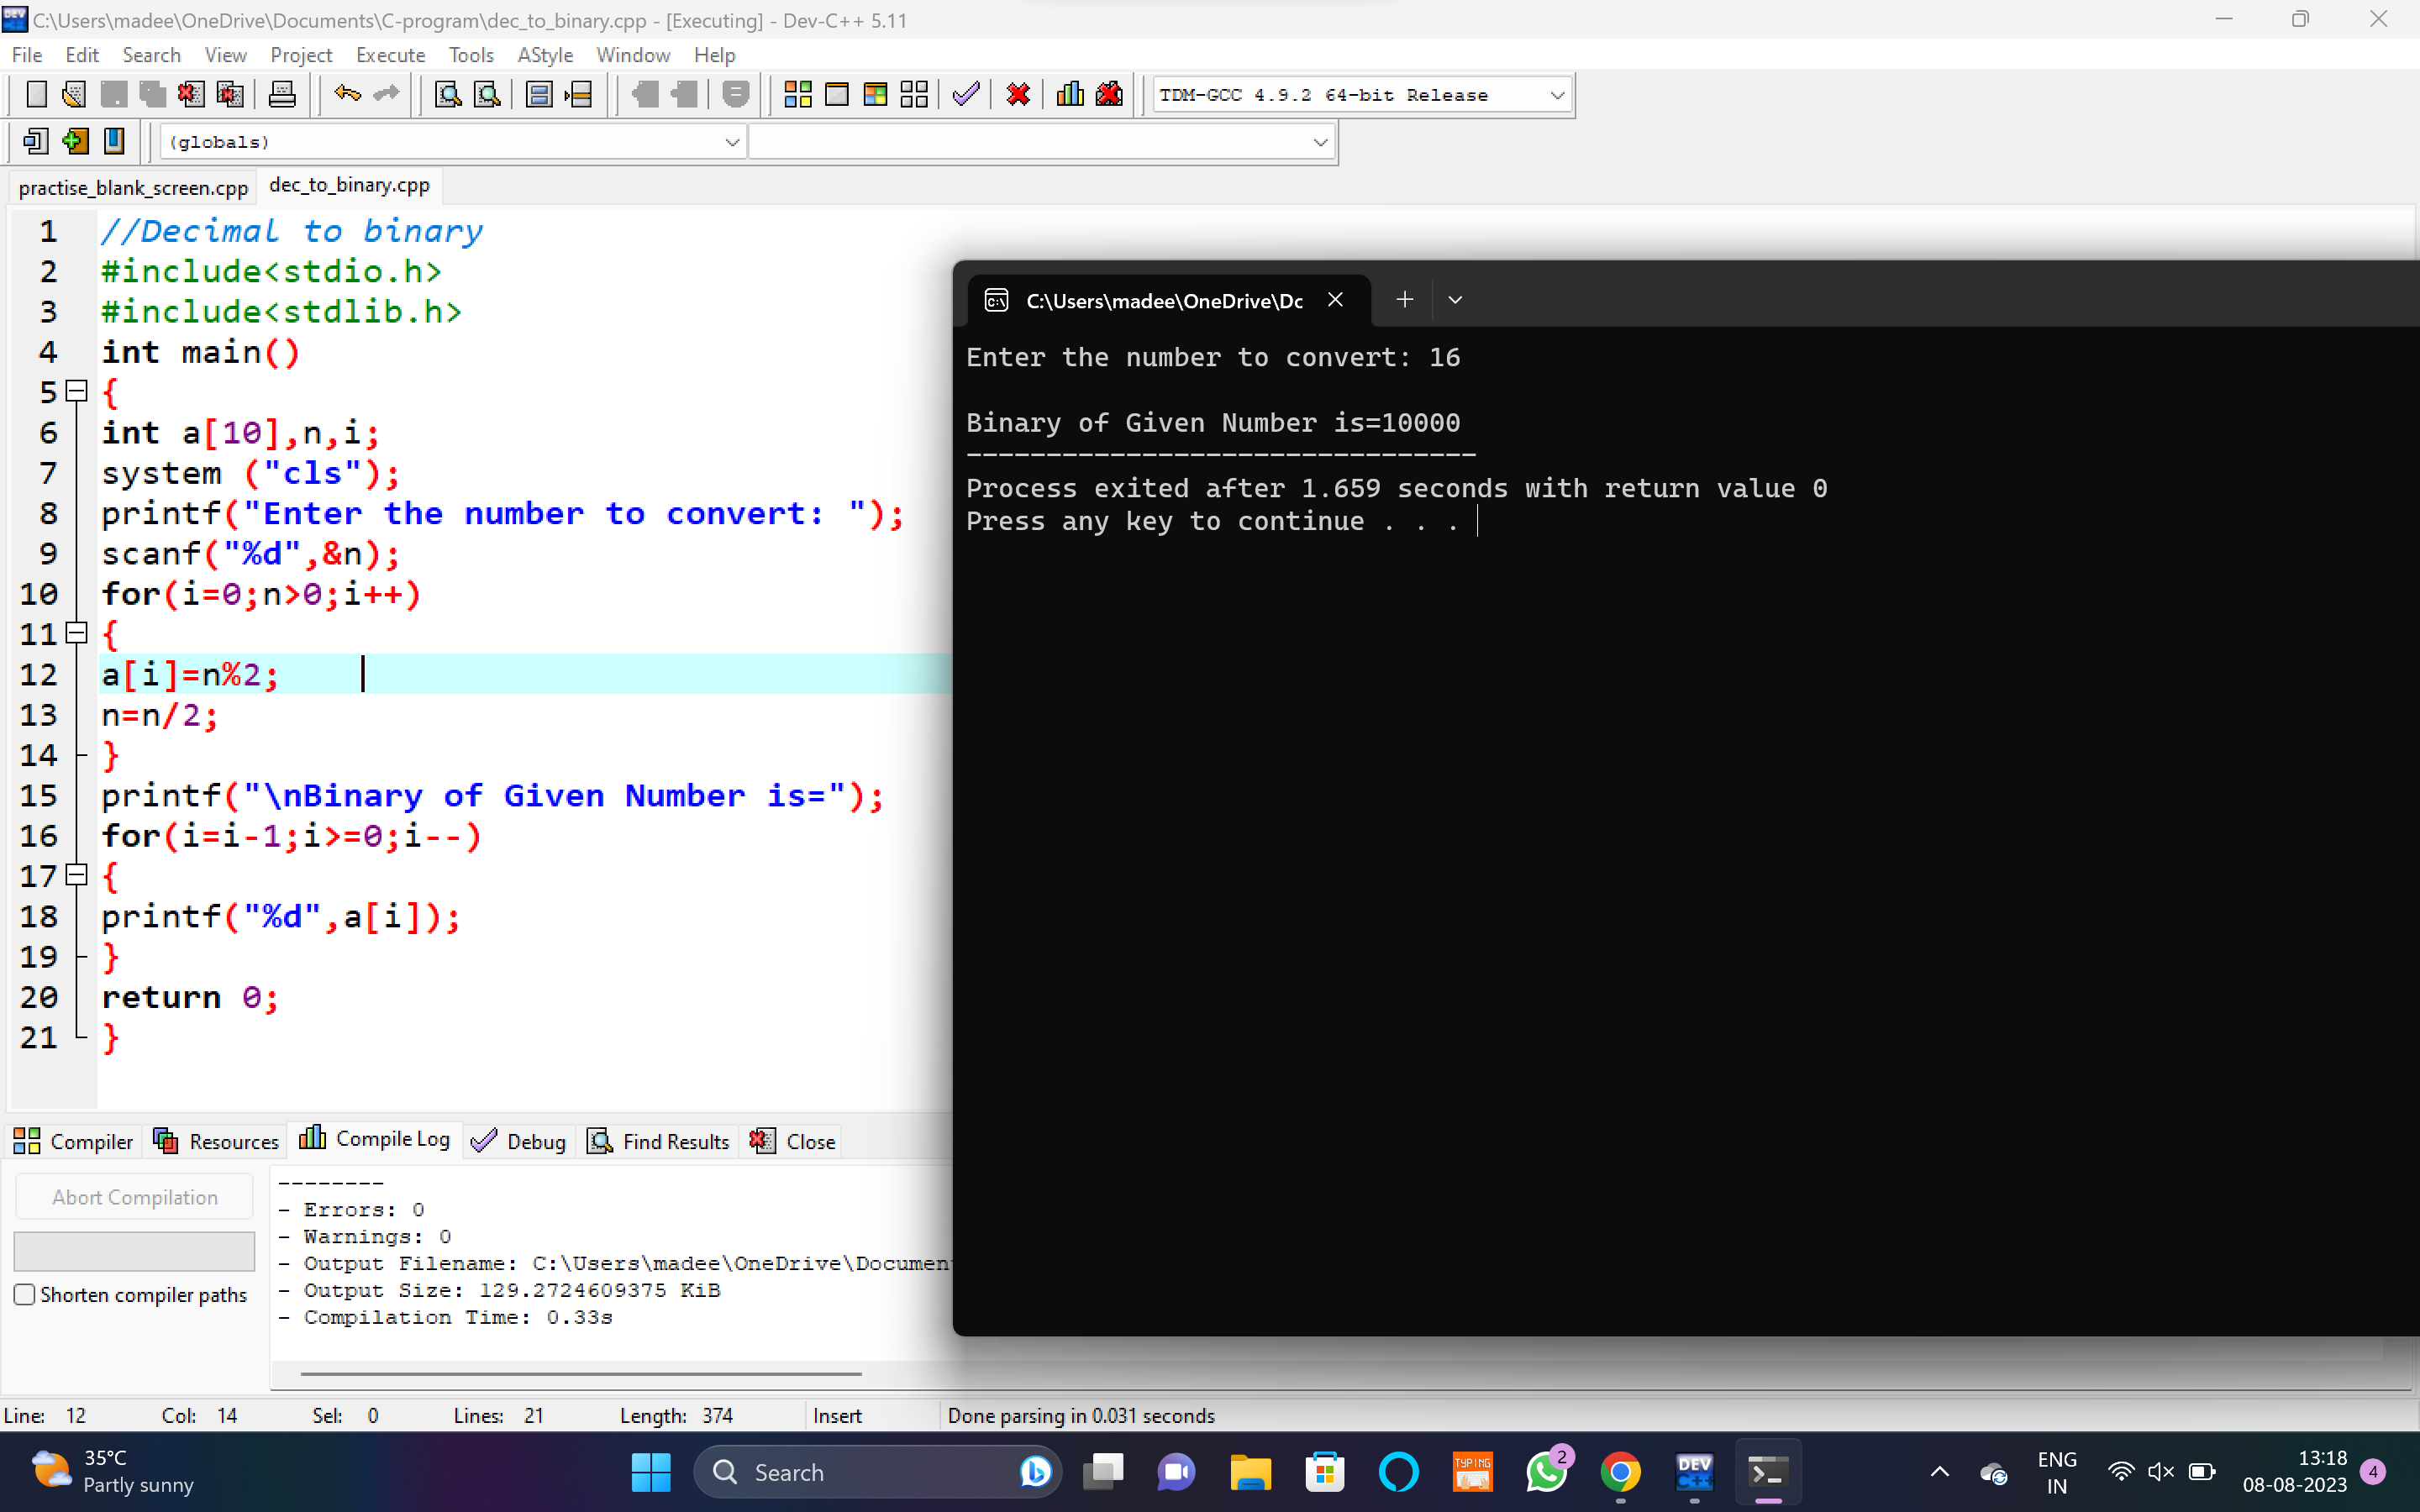 C:\Users\madee\OneDrive\Documents\C-program\dec_to_binary.cpp - [Executing] - Dev-C++ 5.11
File Edit Search View Project Execute Tools AStyle Window Help
TDM-GCC 4.9.2 64-bit Release
(globals)
practise_blank_screen.cpp dec_to_binary.cpp
1 //Decimal to binary
2 #include<stdio.h>
3 #include<stdlib.h>
4 int main()
5 {
6 int a[10],n,i;
7 system ("cls");
8 printf("Enter the number to convert: ");
9 scanf("%d",&n);
10 for(i=0;n>0;i++)
11 {
12 a[i]=n%2;
13 n=n/2;
14 }
15 printf("\nBinary of Given Number is=");
16 for(i=i-1;i>=0;i--)
17 {
18 printf("%d",a[i]);
19 }
20 return 0;
21 }
C:\Users\madee\OneDrive\Dc
Enter the number to convert: 16
Binary of Given Number is=10000
--------------------------------
Process exited after 1.659 seconds with return value 0
Press any key to continue . . .
Compiler Resources Compile Log Debug Find Results Close
Abort Compilation
Shorten compiler paths
--------
- Errors: 0
- Warnings: 0
- Output Filename: C:\Users\madee\OneDrive\Documen
- Output Size: 129.2724609375 KiB
- Compilation Time: 0.33s
Line: 12 Col: 14 Sel: 0 Lines: 21 Length: 374 Insert Done parsing in 0.031 seconds
35°C
Partly sunny
Search
TYPING
2
DEV
C++
ENG
IN
13:18
08-08-2023
4